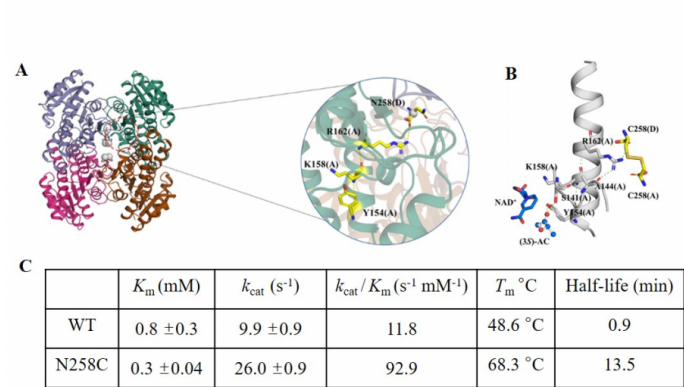 A
N258(D)
R162(A)
K158(A)
Y154(A)
B
C258(D)
R162(A)
K158(A)
A144(A)
S141(A)
C258(A)
NAD⁺
Y154(A)
(3S)-AC
C
Km (mM) kcat (s⁻¹) kcat / Km (s⁻¹ mM⁻¹) Tm °C Half-life (min)
WT 0.8 ±0.3 9.9 ±0.9 11.8 48.6 °C 0.9
N258C 0.3 ±0.04 26.0 ±0.9 92.9 68.3 °C 13.5